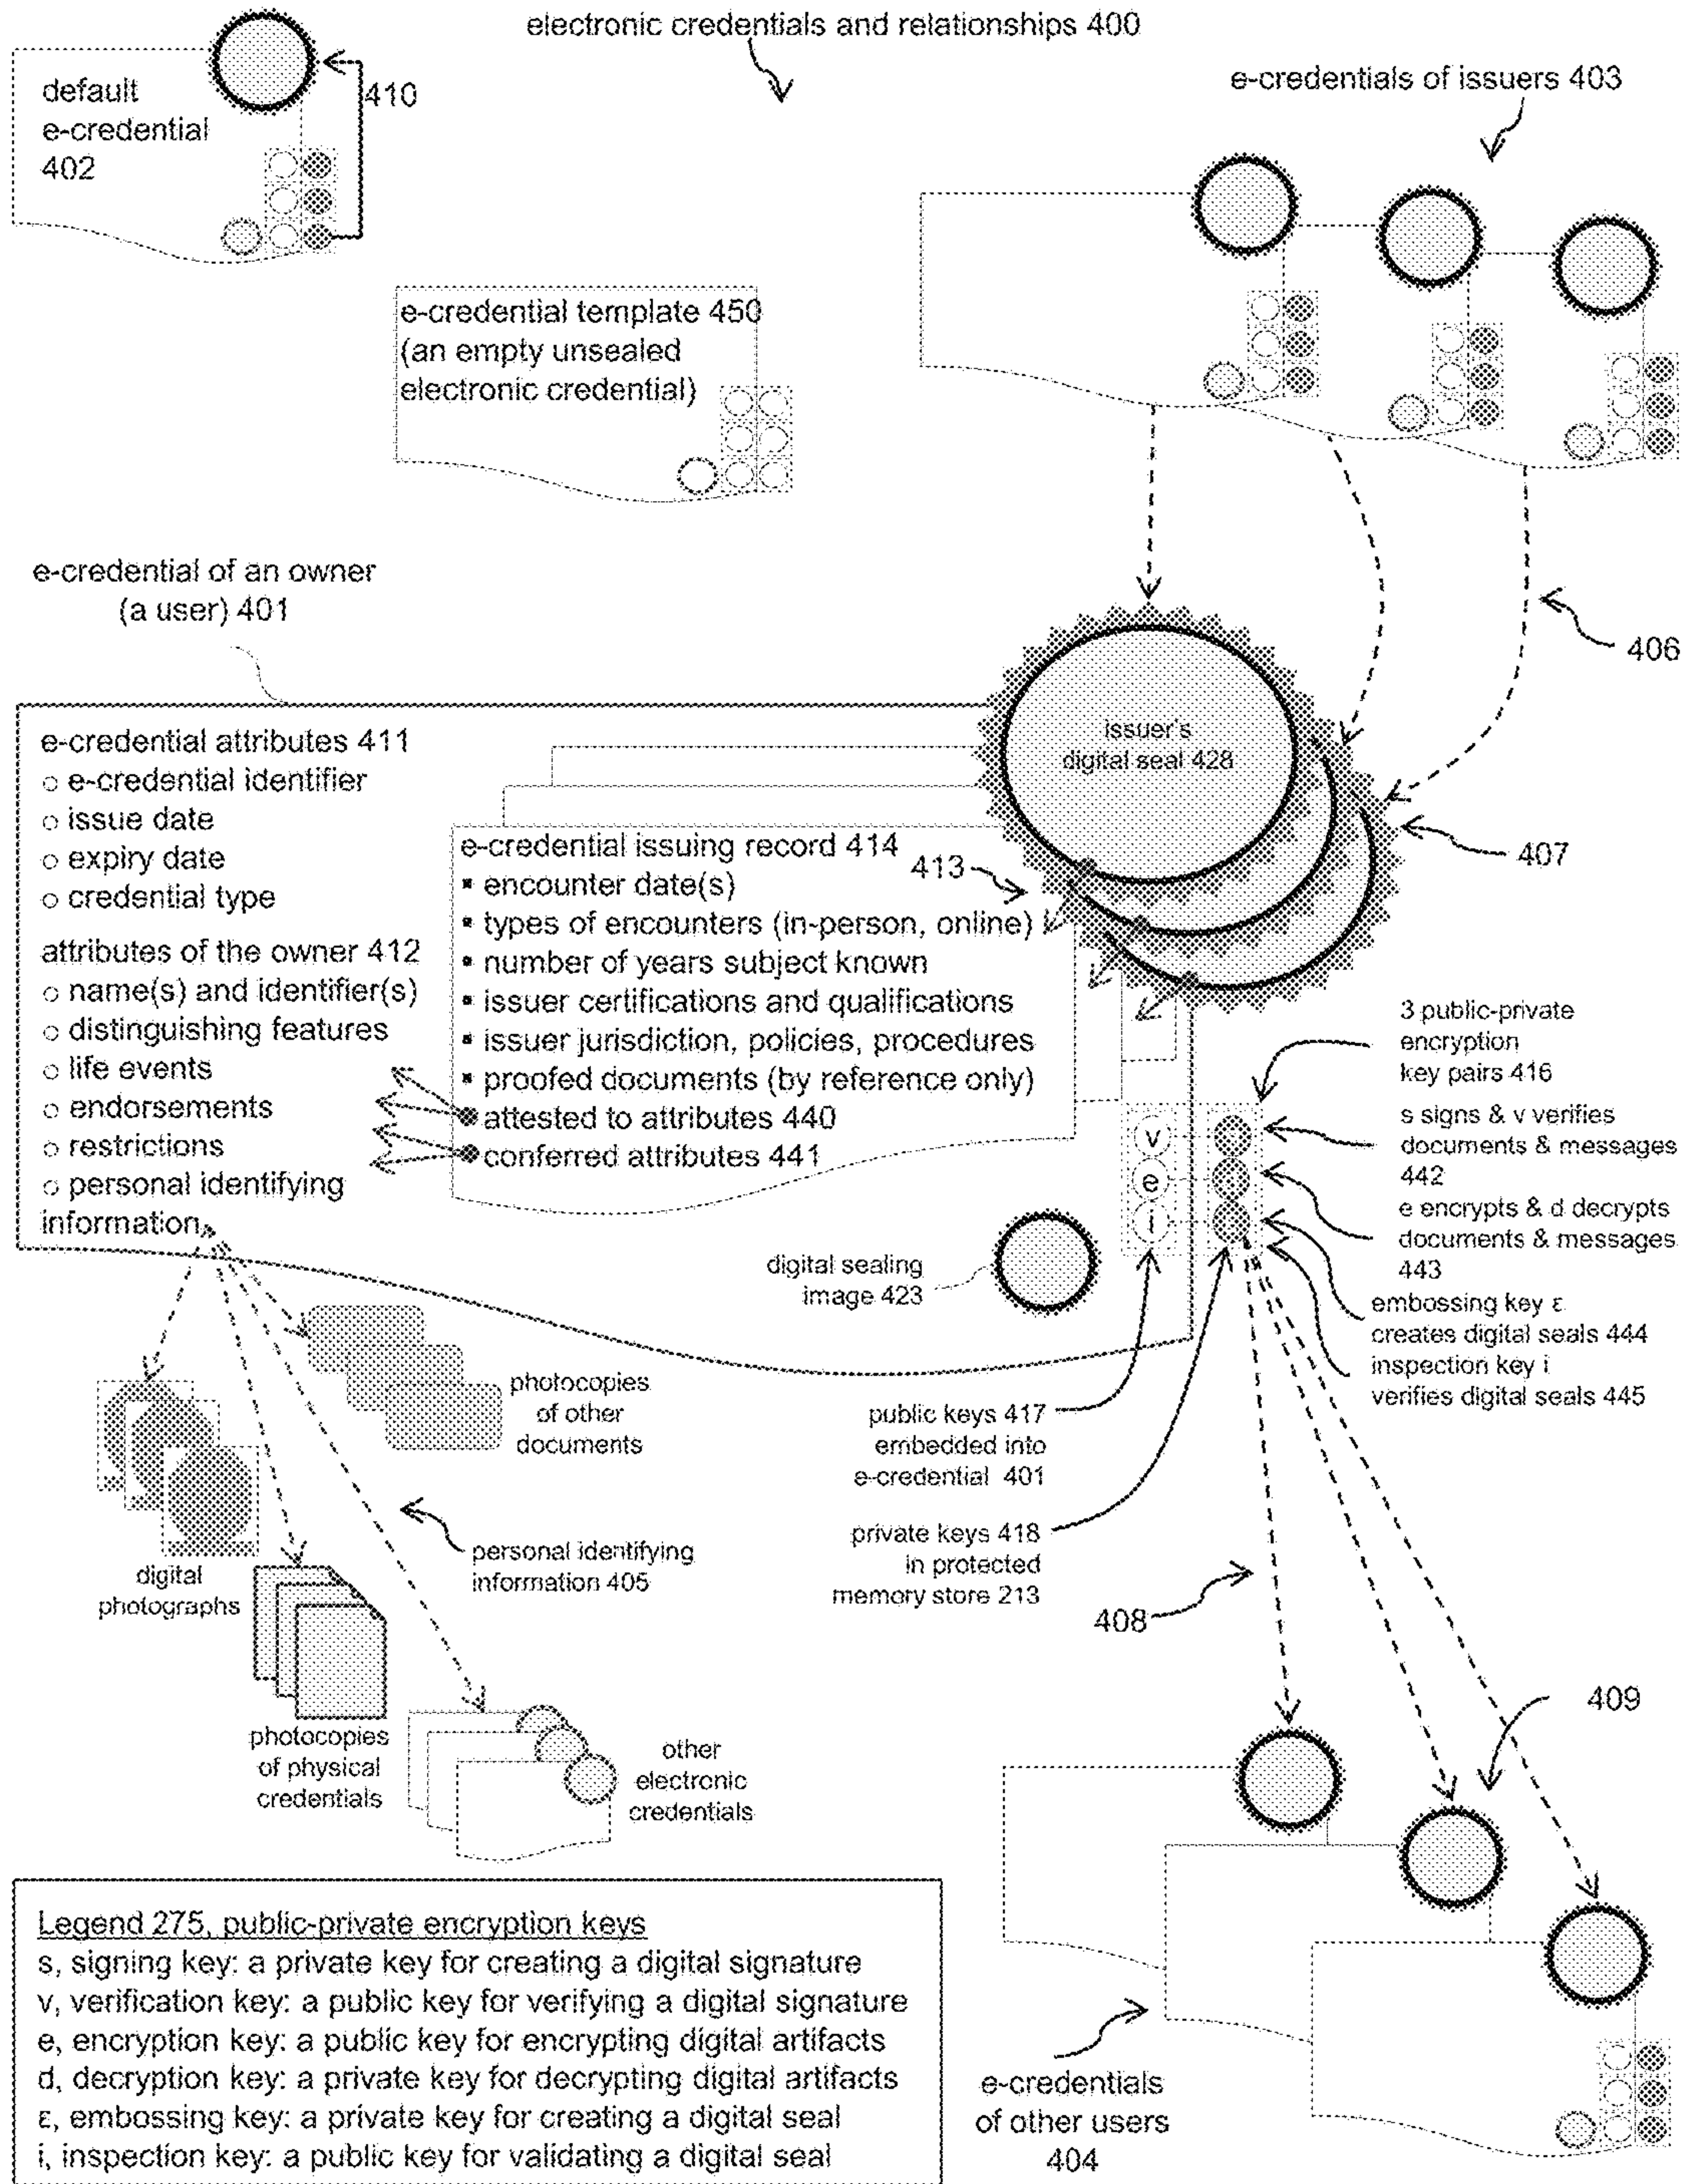 electronic credentials and relationships 400
default
e-credential
402
410
e-credentials of issuers 403
e-credential template 450
(an empty unsealed
electronic credential)
e-credential of an owner
(a user) 401
406
issuer's
digital seal 428
407
e-credential attributes 411
○ e-credential identifier
○ issue date
○ expiry date
○ credential type
attributes of the owner 412
○ name(s) and identifier(s)
○ distinguishing features
○ life events
○ endorsements
○ restrictions
○ personal identifying
information
e-credential issuing record 414
413
▪ encounter date(s)
▪ types of encounters (in-person, online)
▪ number of years subject known
▪ issuer certifications and qualifications
▪ issuer jurisdiction, policies, procedures
▪ proofed documents (by reference only)
attested to attributes 440
conferred attributes 441
3 public-private
encryption
key pairs 416
v
e
i
s signs & v verifies
documents & messages
442
e encrypts & d decrypts
documents & messages
443
embossing key ε
creates digital seals 444
inspection key i
verifies digital seals 445
digital sealing
image 423
public keys 417
embedded into
e-credential 401
private keys 418
in protected
memory store 213
photocopies
of other
documents
personal identifying
information 405
digital
photographs
photocopies
of physical
credentials
other
electronic
credentials
408
409
e-credentials
of other users
404
Legend 275, public-private encryption keys
s, signing key: a private key for creating a digital signature
v, verification key: a public key for verifying a digital signature
e, encryption key: a public key for encrypting digital artifacts
d, decryption key: a private key for decrypting digital artifacts
ε, embossing key: a private key for creating a digital seal
i, inspection key: a public key for validating a digital seal